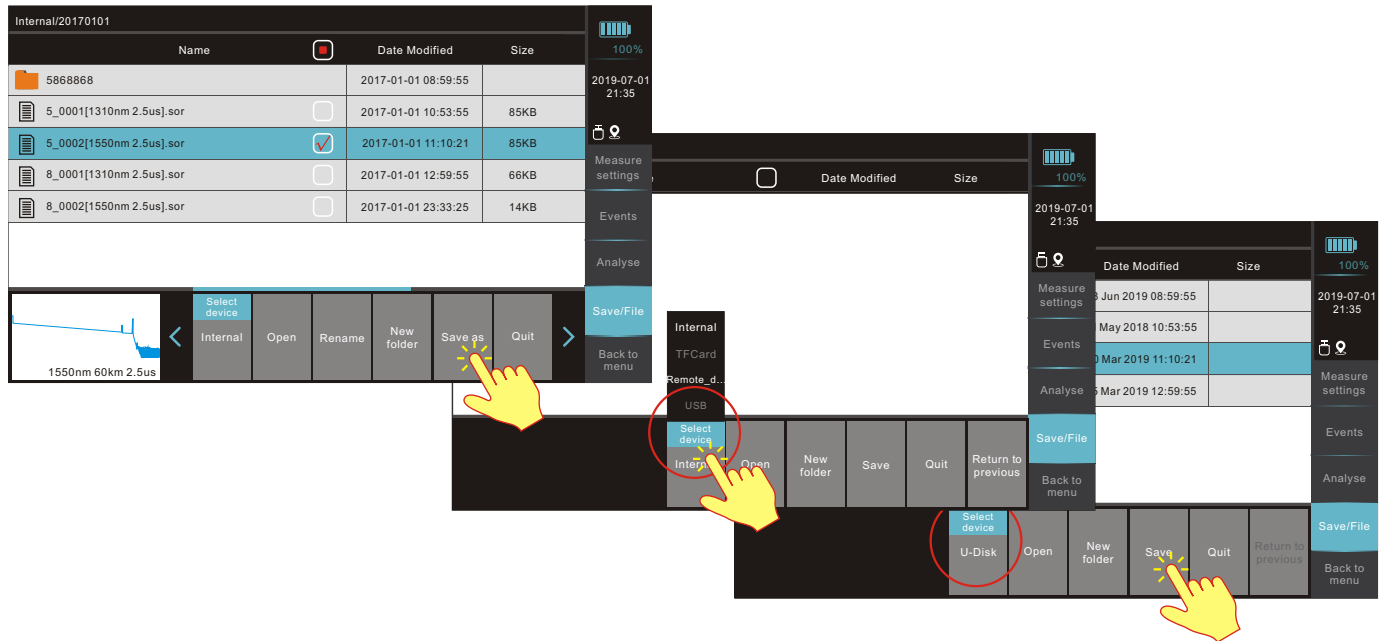 Internal/20170101
Name Date Modified Size
5868868 2017-01-01 08:59:55
5_0001[1310nm 2.5us].sor 2017-01-01 10:53:55 85KB
5_0002[1550nm 2.5us].sor 2017-01-01 11:10:21 85KB
8_0001[1310nm 2.5us].sor 2017-01-01 12:59:55 66KB
8_0002[1550nm 2.5us].sor 2017-01-01 23:33:25 14KB
100%
2019-07-01
21:35
Measure
settings
Events
Analyse
Save/File
Back to
menu
1550nm 60km 2.5us
Select
device
Internal
Open
Rename
New
folder
Save as
Quit
Date Modified Size
100%
2019-07-01
21:35
Measure
settings
Events
Analyse
Save/File
Back to
menu
Internal
TFCard
Remote_d...
USB
Select
device
Open
New
folder
Save
Quit
Return to
previous
Date Modified Size
Jun 2019 08:59:55
May 2018 10:53:55
Mar 2019 11:10:21
Mar 2019 12:59:55
100%
2019-07-01
21:35
Measure
settings
Events
Analyse
Save/File
Back to
menu
Select
device
U-Disk
Open
New
folder
Save
Quit
Return to
previous